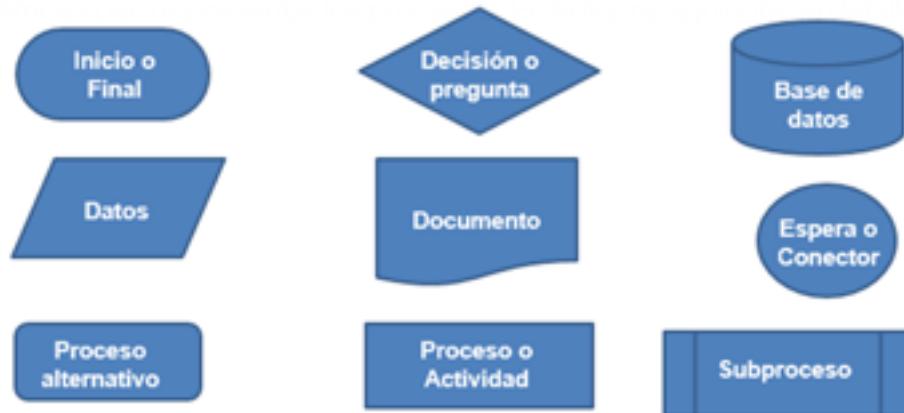 Inicio o
Final
Decisión o
pregunta
Base de
datos
Datos
Documento
Espera o
Conector
Proceso
alternativo
Proceso o
Actividad
Subproceso